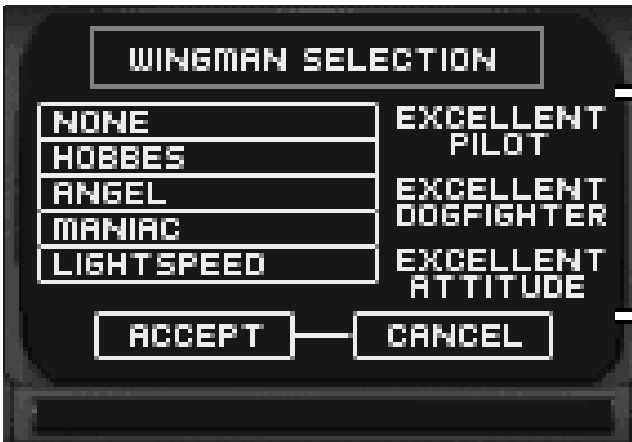 WINGMAN SELECTION
NONE
HOBBES
ANGEL
MANIAC
LIGHTSPEED
EXCELLENT
PILOT
EXCELLENT
DOGFIGHTER
EXCELLENT
ATTITUDE
ACCEPT
CANCEL